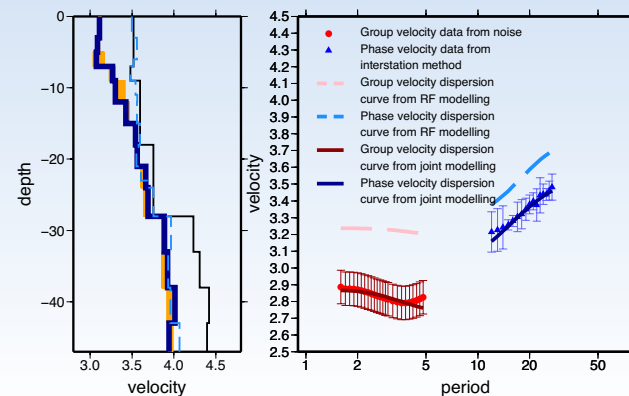 0
−10
−20
−30
−40
depth
3.0 3.5 4.0 4.5
velocity
4.5
4.4
4.3
4.2
4.1
4.0
3.9
3.8
3.7
3.6
3.5
3.4
3.3
3.2
3.1
3.0
2.9
2.8
2.7
2.6
2.5
velocity
Group velocity data from noise
Phase velocity data from
interstation method
Group velocity dispersion
curve from RF modelling
Phase velocity dispersion
curve from RF modelling
Group velocity dispersion
curve from joint modelling
Phase velocity dispersion
curve from joint modelling
1 2 5 10 20 50
period